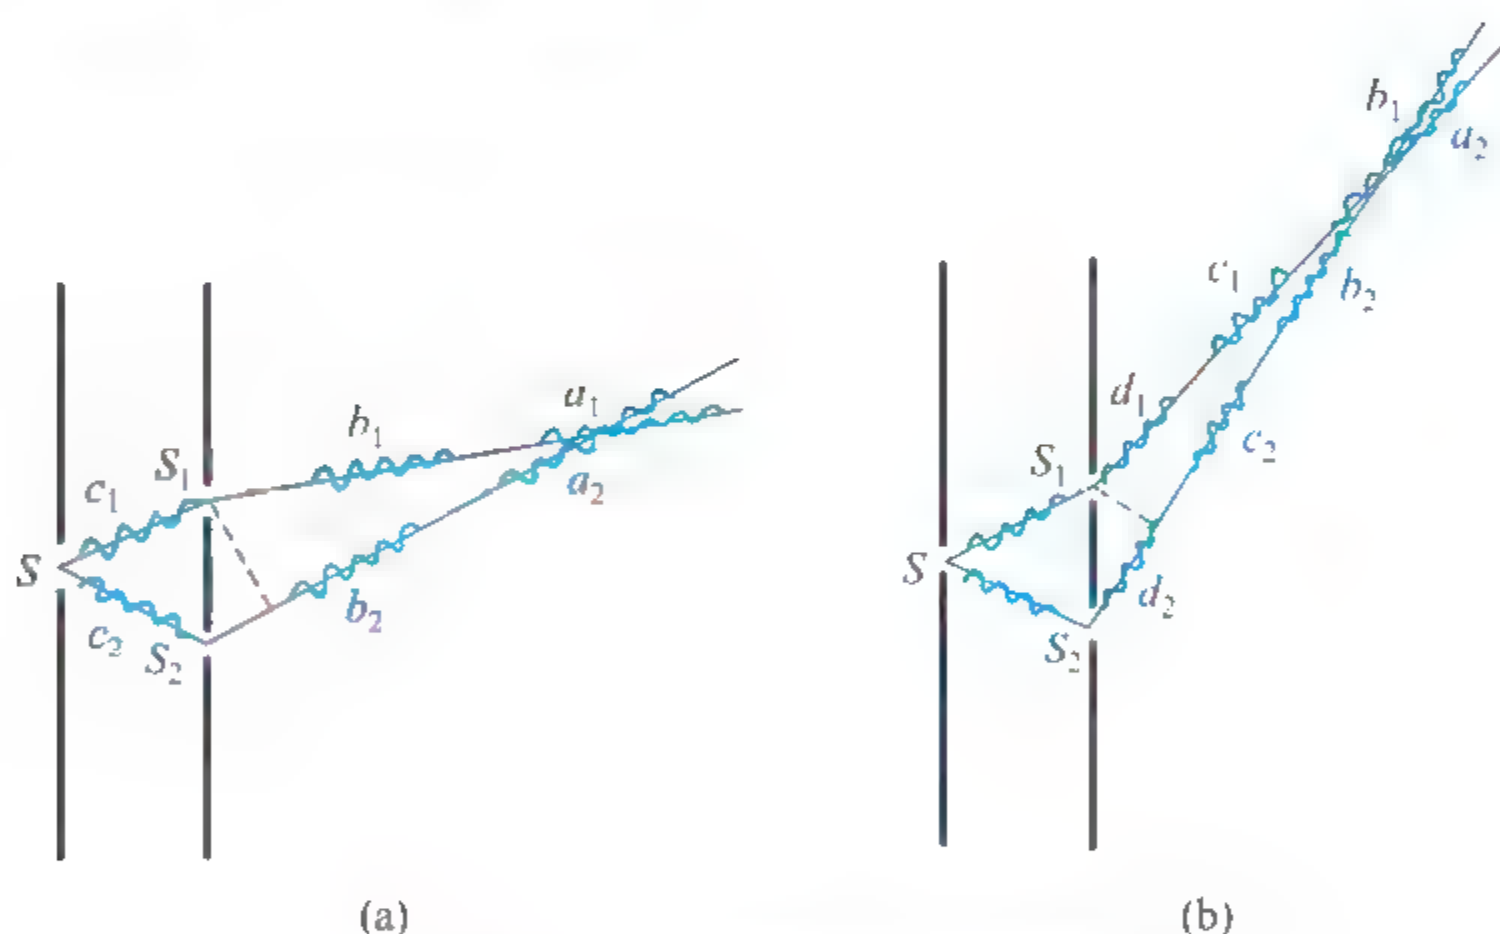 a₁
b₁
S₁
c₁
a₂
S
b₂
c₂
S₂
(a)
b₁
a₂
c₁
b₂
d₁
c₂
S₁
S
d₂
S₂
(b)